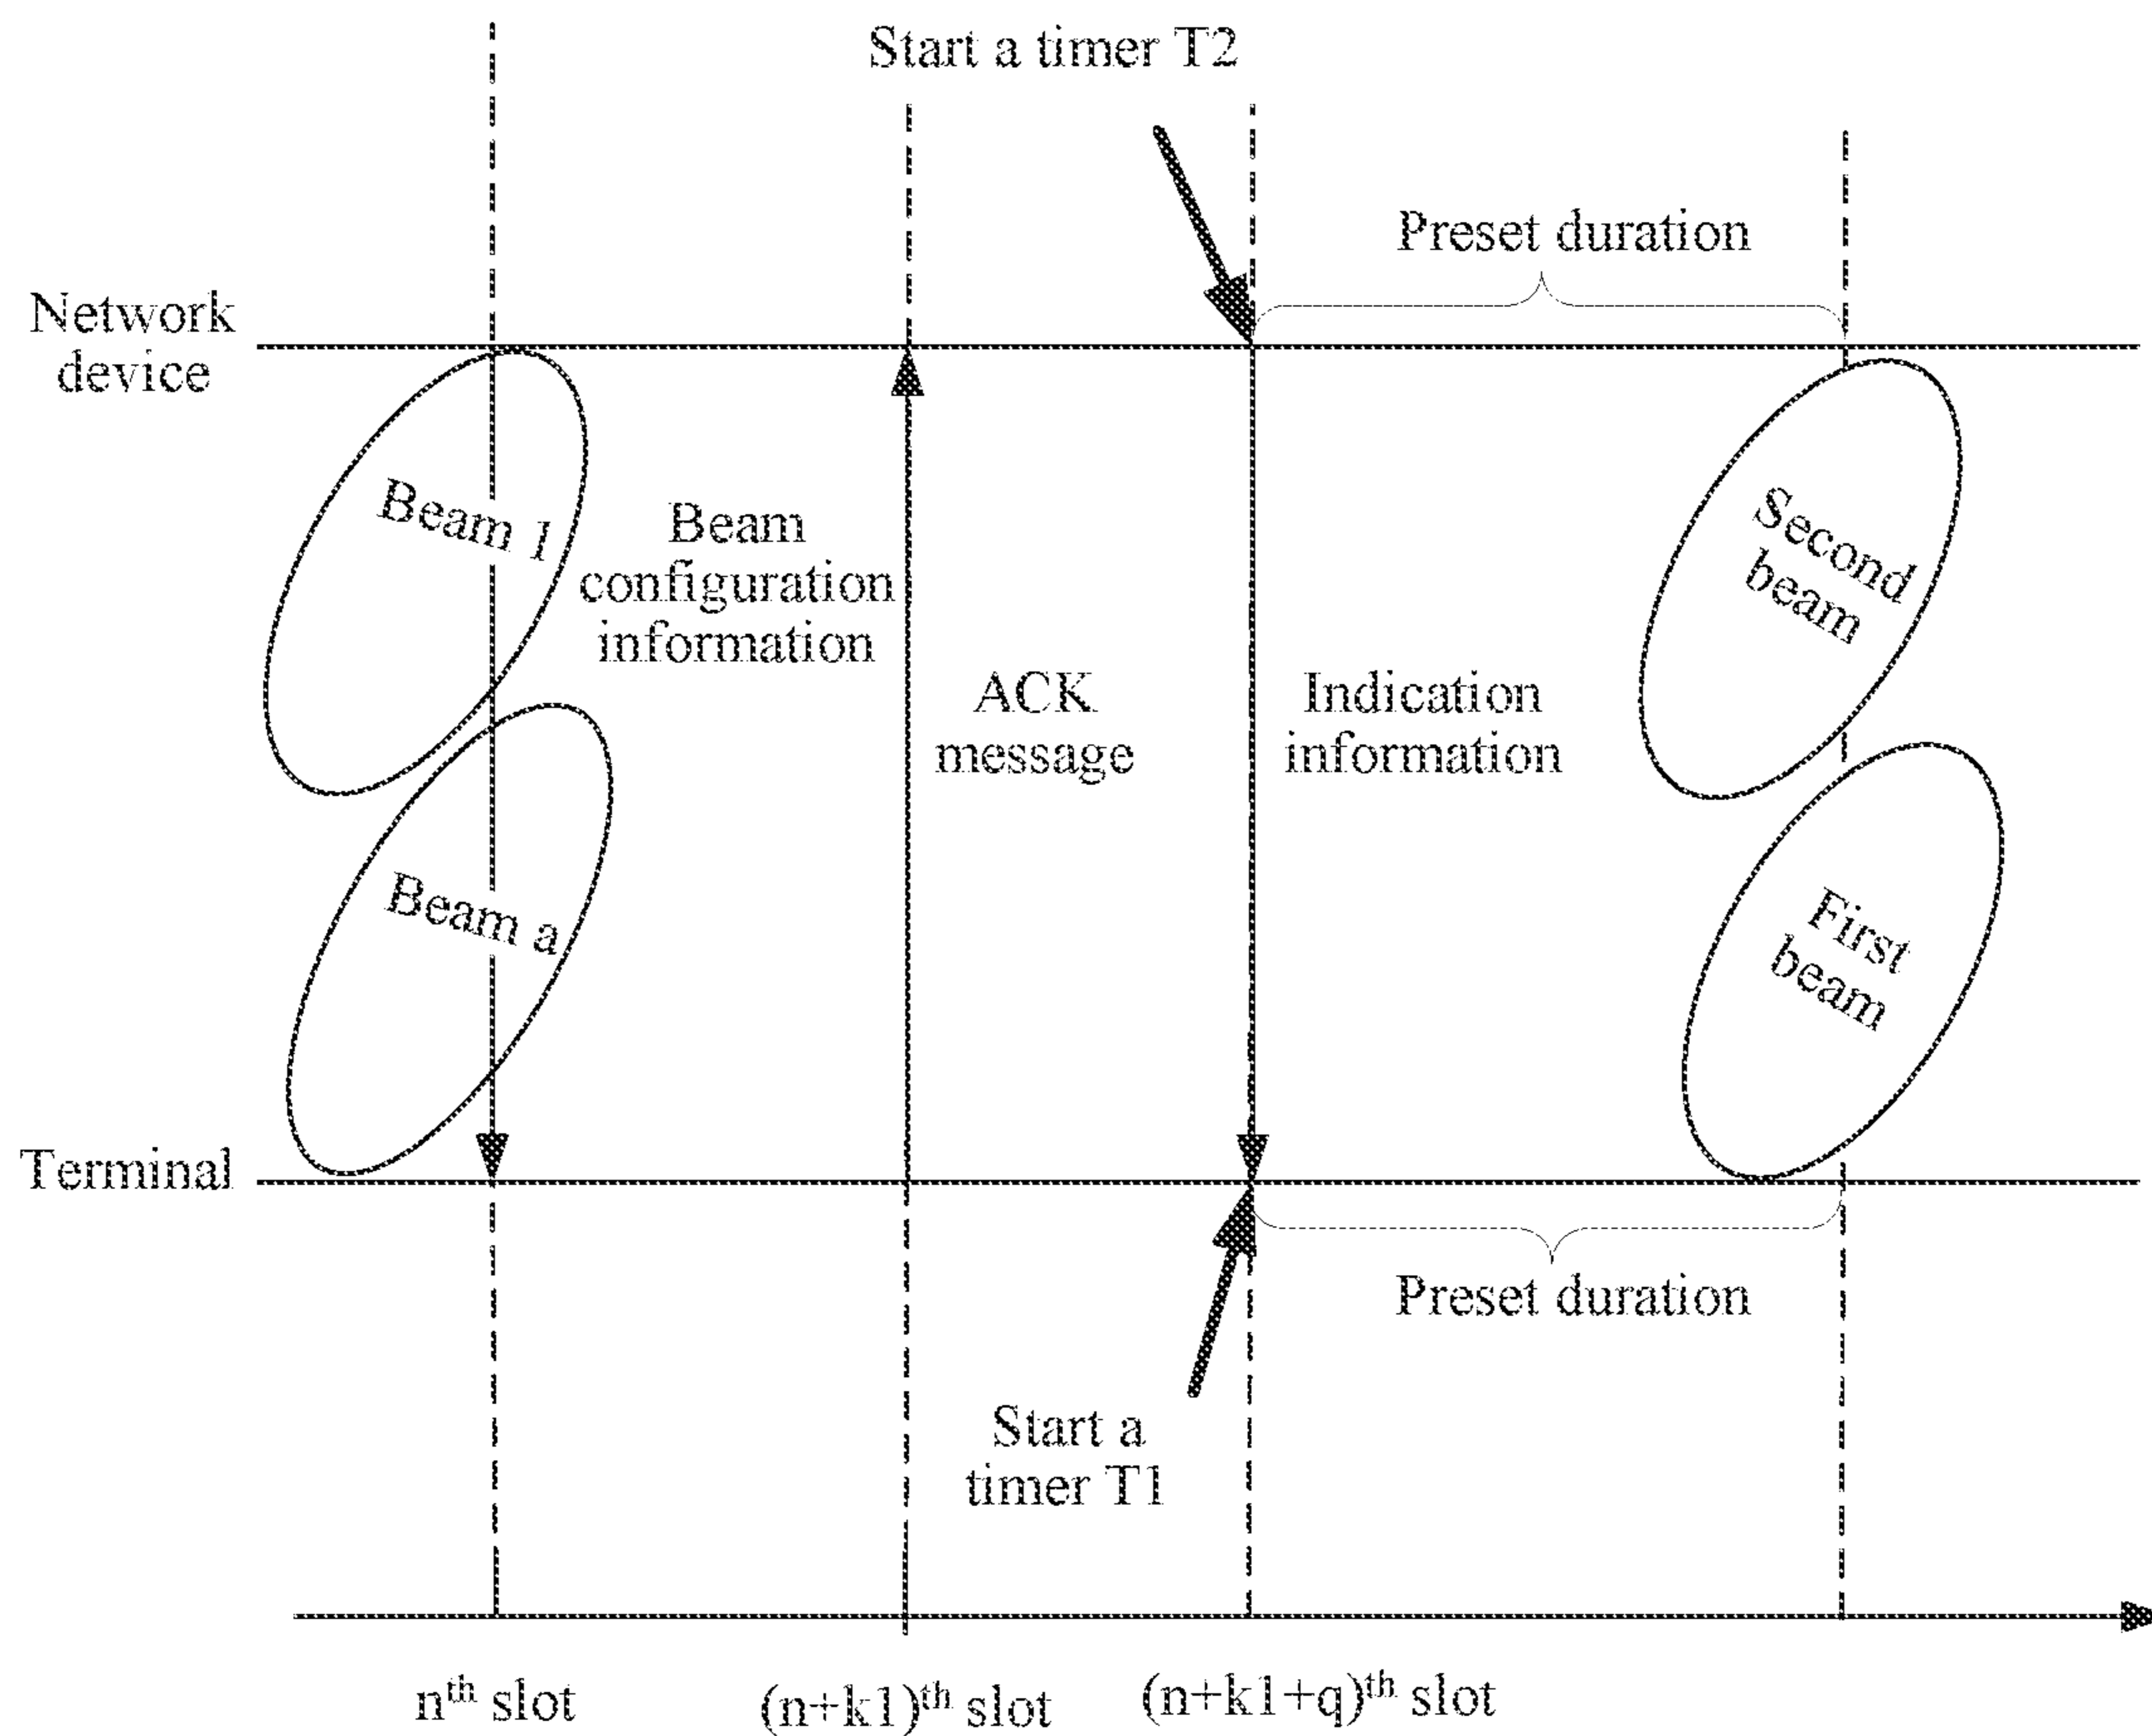 Start a timer T2
Preset duration
Network
device
Beam 1
Beam
configuration
information
Second
beam
ACK
message
Indication
information
Beam a
First
beam
Terminal
Preset duration
Start a
timer T1
nth slot
(n+k1)th slot
(n+k1+q)th slot